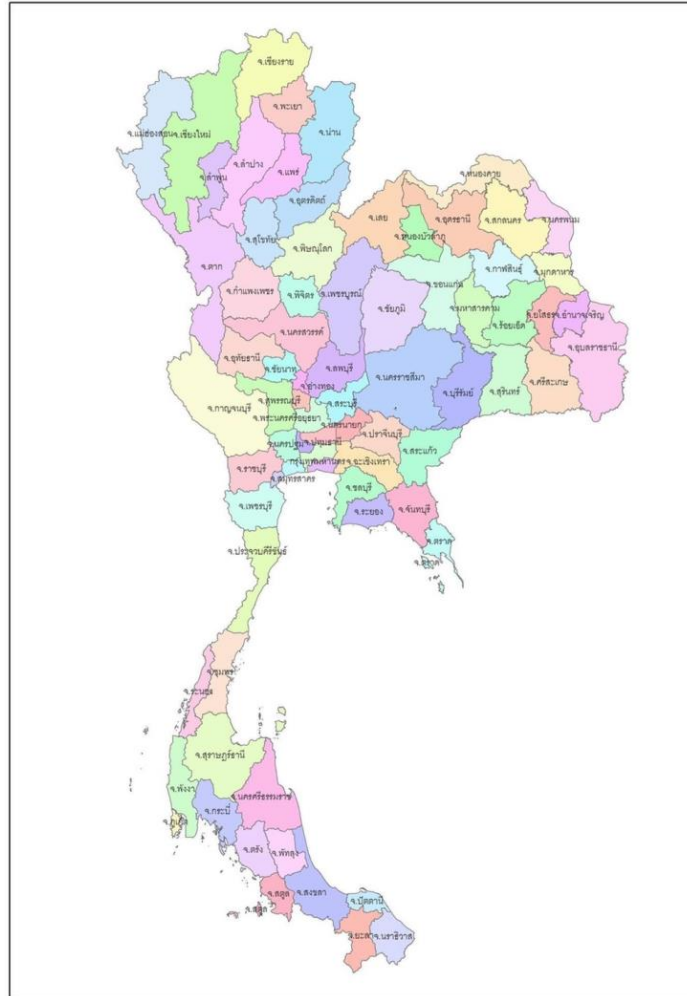 จ.เชียงราย
จ.พะเยา
จ.น่าน
จ.แม่ฮ่องสอน
จ.เชียงใหม่
จ.ลำปาง
จ.แพร่
จ.ลำพูน
จ.อุตรดิตถ์
จ.หนองคาย
จ.เลย
จ.อุดรธานี
จ.สกลนคร
จ.นครพนม
จ.สุโขทัย
จ.หนองบัวลำภู
จ.พิษณุโลก
จ.ตาก
จ.ขอนแก่น
จ.กาฬสินธุ์
จ.มุกดาหาร
จ.กำแพงเพชร
จ.พิจิตร
จ.เพชรบูรณ์
จ.ชัยภูมิ
จ.มหาสารคาม
จ.ร้อยเอ็ด
จ.ยโสธร
จ.อำนาจเจริญ
จ.นครสวรรค์
จ.อุบลราชธานี
จ.อุทัยธานี
จ.ชัยนาท
จ.ลพบุรี
จ.นครราชสีมา
จ.อ่างทอง
จ.บุรีรัมย์
จ.สุรินทร์
จ.ศรีสะเกษ
จ.สุพรรณบุรี
จ.สระบุรี
จ.กาญจนบุรี
จ.พระนครศรีอยุธยา
จ.นครนายก
จ.ปราจีนบุรี
จ.นครปฐม
จ.ปทุมธานี
จ.สระแก้ว
กรุงเทพมหานคร
จ.ฉะเชิงเทรา
จ.ราชบุรี
จ.สมุทรสาคร
จ.ชลบุรี
จ.เพชรบุรี
จ.ระยอง
จ.จันทบุรี
จ.ตราด
จ.ประจวบคีรีขันธ์
จ.ตราด
จ.ชุมพร
จ.ระนอง
จ.สุราษฎร์ธานี
จ.พังงา
จ.นครศรีธรรมราช
จ.กระบี่
จ.ภูเก็ต
จ.ตรัง
จ.พัทลุง
จ.สตูล
จ.สงขลา
จ.ปัตตานี
จ.สตูล
จ.ยะลา
จ.นราธิวาส